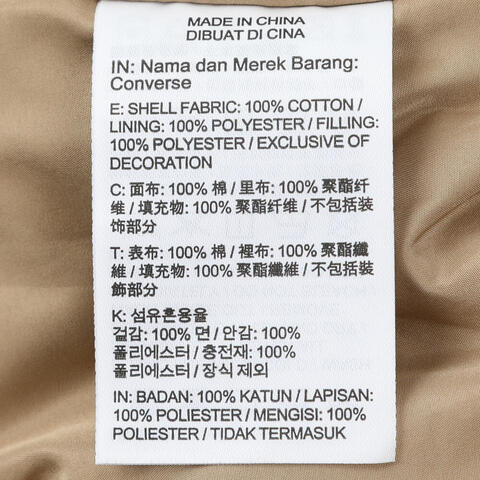 MADE IN CHINA
DIBUAT DI CINA
IN: Nama dan Merek Barang:
Converse
E: SHELL FABRIC: 100% COTTON /
LINING: 100% POLYESTER / FILLING:
100% POLYESTER / EXCLUSIVE OF
DECORATION
C: 面布: 100% 棉 / 里布: 100% 聚酯纤
维 / 填充物: 100% 聚酯纤维 / 不包括装
饰部分
T: 表布: 100% 棉 / 裡布: 100% 聚酯纖
維 / 填充物: 100% 聚酯纖維 / 不包括裝
飾部分
K: 섬유혼용율
겉감: 100% 면 / 안감: 100%
폴리에스터 / 충전재: 100%
폴리에스터 / 장식 제외
IN: BADAN: 100% KATUN / LAPISAN:
100% POLIESTER / MENGISI: 100%
POLIESTER / TIDAK TERMASUK